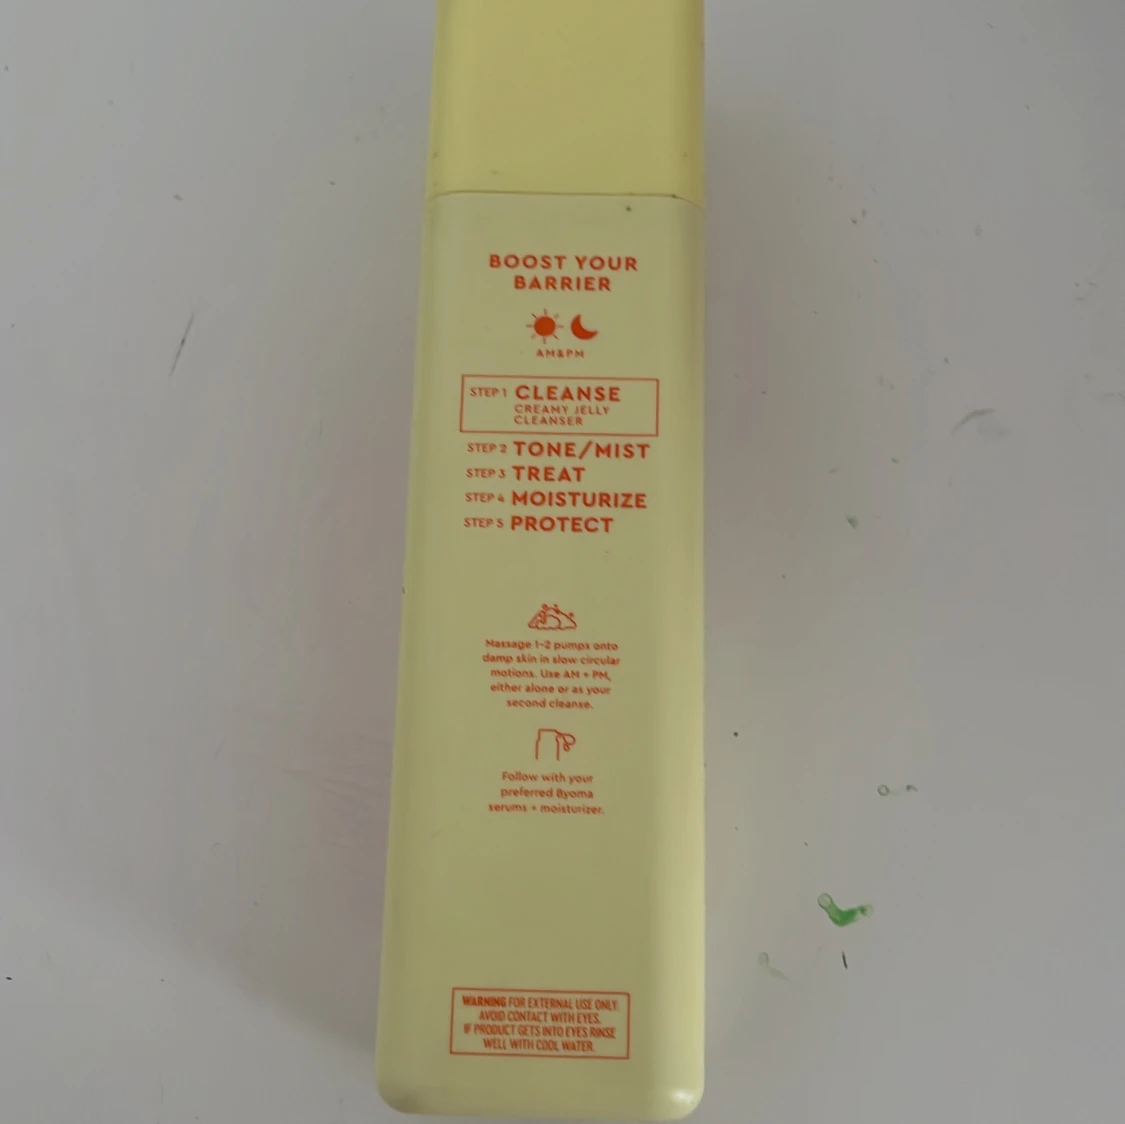 BOOST YOUR
BARRIER
AM&PM
STEP 1 CLEANSE
CREAMY JELLY
CLEANSER
STEP 2 TONE/MIST
STEP 3 TREAT
STEP 4 MOISTURIZE
STEP 5 PROTECT
Massage 1-2 pumps onto
damp skin in slow circular
motions. Use AM + PM,
either alone or as your
second cleanse.
Follow with your
preferred Byoma
serums + moisturizer.
WARNING FOR EXTERNAL USE ONLY.
AVOID CONTACT WITH EYES.
IF PRODUCT GETS INTO EYES RINSE
WELL WITH COOL WATER.